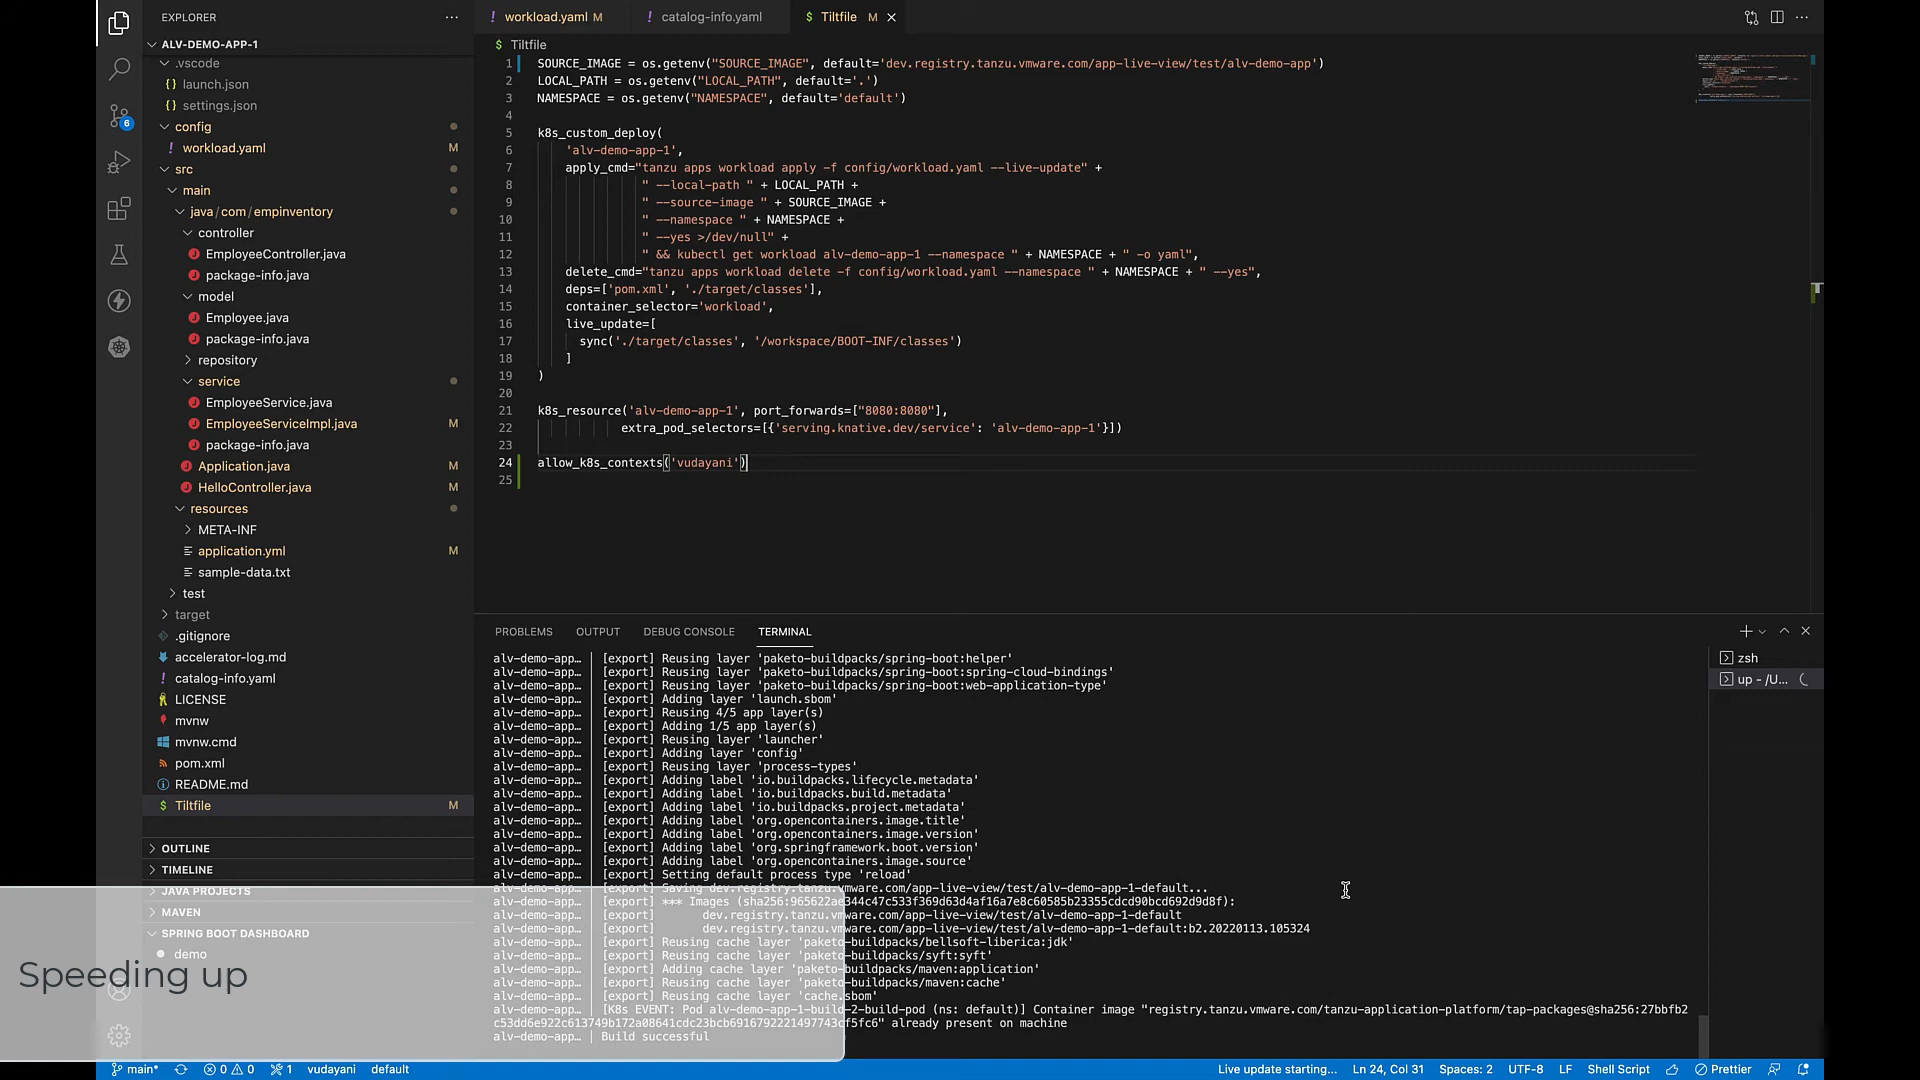 EXPLORER
ALV-DEMO-APP-1
.vscode
launch.json
settings.json
config
workload.yaml M
src
main
java / com / empinventory
controller
EmployeeController.java
package-info.java
model
Employee.java
package-info.java
repository
service
EmployeeService.java
EmployeeServiceImpl.java M
package-info.java
Application.java M
HelloController.java M
resources
META-INF
application.yml M
sample-data.txt
test
target
.gitignore
accelerator-log.md
catalog-info.yaml
LICENSE
mvnw
mvnw.cmd
pom.xml
README.md
Tiltfile M
OUTLINE
TIMELINE
JAVA PROJECTS
MAVEN
SPRING BOOT DASHBOARD
demo
Speeding up
6
workload.yaml M
catalog-info.yaml
Tiltfile M
Tiltfile
1 SOURCE_IMAGE = os.getenv("SOURCE_IMAGE", default='dev.registry.tanzu.vmware.com/app-live-view/test/alv-demo-app')
2 LOCAL_PATH = os.getenv("LOCAL_PATH", default='.')
3 NAMESPACE = os.getenv("NAMESPACE", default='default')
4
5 k8s_custom_deploy(
6 'alv-demo-app-1',
7 apply_cmd="tanzu apps workload apply -f config/workload.yaml --live-update" +
8 " --local-path " + LOCAL_PATH +
9 " --source-image " + SOURCE_IMAGE +
10 " --namespace " + NAMESPACE +
11 " --yes >/dev/null" +
12 " && kubectl get workload alv-demo-app-1 --namespace " + NAMESPACE + " -o yaml",
13 delete_cmd="tanzu apps workload delete -f config/workload.yaml --namespace " + NAMESPACE + " --yes",
14 deps=['pom.xml', './target/classes'],
15 container_selector='workload',
16 live_update=[
17 sync('./target/classes', '/workspace/BOOT-INF/classes')
18 ]
19 )
20
21 k8s_resource('alv-demo-app-1', port_forwards=["8080:8080"],
22 extra_pod_selectors=[{'serving.knative.dev/service': 'alv-demo-app-1'}])
23
24 allow_k8s_contexts('vudayani')
25
PROBLEMS OUTPUT DEBUG CONSOLE TERMINAL
zsh
up - /U...
alv-demo-app… │ [export] Reusing layer 'paketo-buildpacks/spring-boot:helper'
alv-demo-app… │ [export] Reusing layer 'paketo-buildpacks/spring-boot:spring-cloud-bindings'
alv-demo-app… │ [export] Reusing layer 'paketo-buildpacks/spring-boot:web-application-type'
alv-demo-app… │ [export] Adding layer 'launch.sbom'
alv-demo-app… │ [export] Reusing 4/5 app layer(s)
alv-demo-app… │ [export] Adding 1/5 app layer(s)
alv-demo-app… │ [export] Reusing layer 'launcher'
alv-demo-app… │ [export] Adding layer 'config'
alv-demo-app… │ [export] Reusing layer 'process-types'
alv-demo-app… │ [export] Adding label 'io.buildpacks.lifecycle.metadata'
alv-demo-app… │ [export] Adding label 'io.buildpacks.build.metadata'
alv-demo-app… │ [export] Adding label 'io.buildpacks.project.metadata'
alv-demo-app… │ [export] Adding label 'org.opencontainers.image.title'
alv-demo-app… │ [export] Adding label 'org.opencontainers.image.version'
alv-demo-app… │ [export] Adding label 'org.springframework.boot.version'
alv-demo-app… │ [export] Adding label 'org.opencontainers.image.source'
alv-demo-app… │ [export] Setting default process type 'reload'
alv-demo-app… │ [export] Saving dev.registry.tanzu.vmware.com/app-live-view/test/alv-demo-app-1-default...
alv-demo-app… │ [export] *** Images (sha256:965622ae344c47c533f369d63d4af16a7e8c60585b23355cdcd90bcd692d9d8f):
alv-demo-app… │ [export] dev.registry.tanzu.vmware.com/app-live-view/test/alv-demo-app-1-default
alv-demo-app… │ [export] dev.registry.tanzu.vmware.com/app-live-view/test/alv-demo-app-1-default:b2.20220113.105324
alv-demo-app… │ [export] Reusing cache layer 'paketo-buildpacks/bellsoft-liberica:jdk'
alv-demo-app… │ [export] Reusing cache layer 'paketo-buildpacks/syft:syft'
alv-demo-app… │ [export] Adding cache layer 'paketo-buildpacks/maven:application'
alv-demo-app… │ [export] Reusing cache layer 'paketo-buildpacks/maven:cache'
alv-demo-app… │ [export] Reusing cache layer 'cache.sbom'
alv-demo-app… │ [K8s EVENT: Pod alv-demo-app-1-build-2-build-pod (ns: default)] Container image "registry.tanzu.vmware.com/tanzu-application-platform/tap-packages@sha256:27bbfb2
c53dd6e922c613749b172a08641cdc23bcb6916792221497743cf5fc6" already present on machine
alv-demo-app… │ Build successful
main* 0 0 1 vudayani default Live update starting... Ln 24, Col 31 Spaces: 2 UTF-8 LF Shell Script Prettier